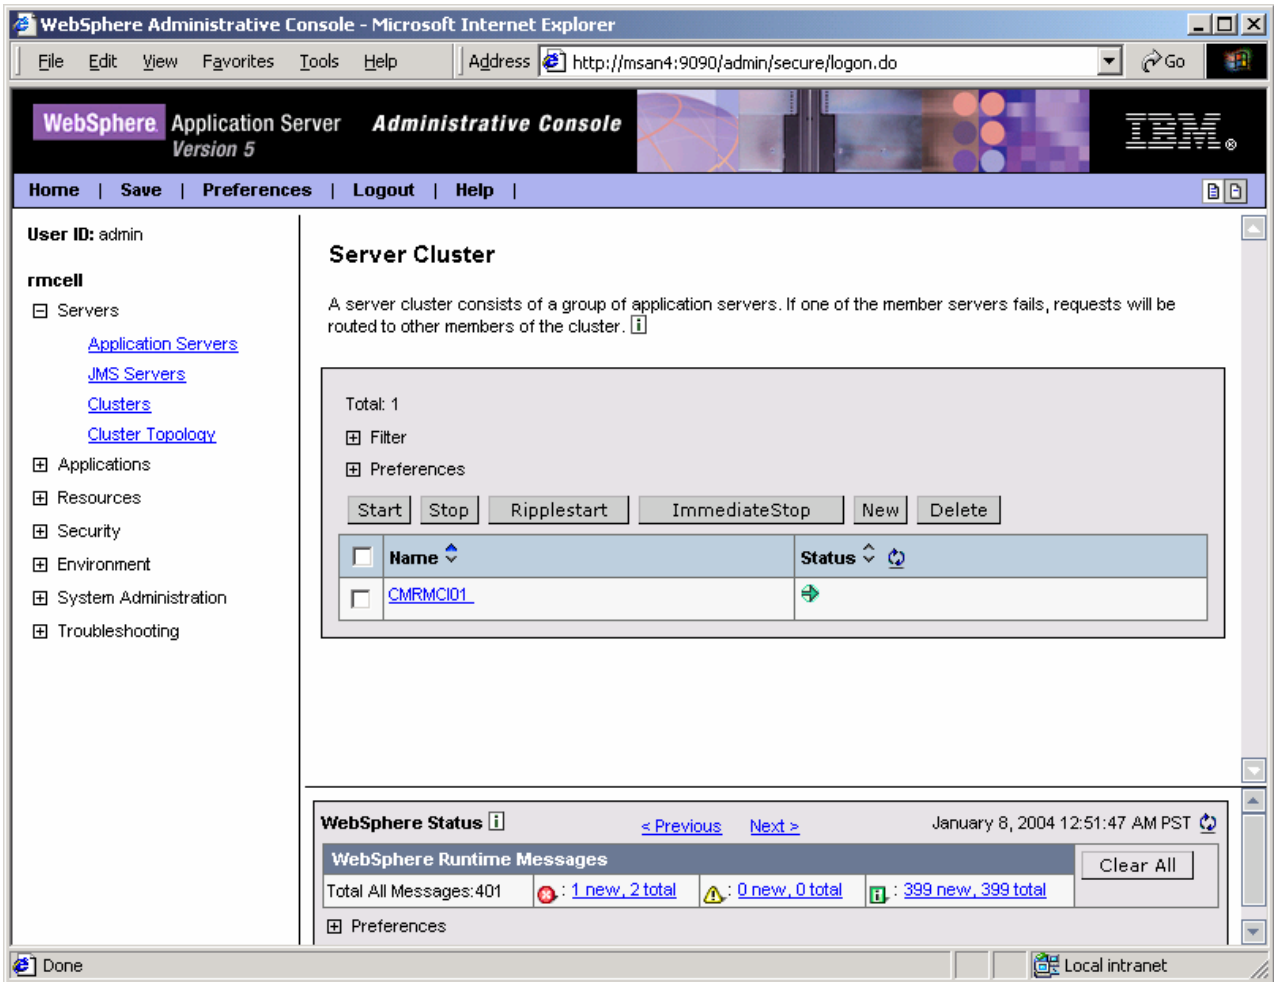 WebSphere Administrative Console - Microsoft Internet Explorer
File Edit View Favorites Tools Help Address http://msan4:9090/admin/secure/logon.do Go
WebSphere. Application Server Administrative Console
Version 5
IBM®
Home | Save | Preferences | Logout | Help |
User ID: admin
rmcell
Servers
Application Servers
JMS Servers
Clusters
Cluster Topology
Applications
Resources
Security
Environment
System Administration
Troubleshooting
Server Cluster
A server cluster consists of a group of application servers. If one of the member servers fails, requests will be
routed to other members of the cluster. i
Total: 1
Filter
Preferences
Start Stop Ripplestart ImmediateStop New Delete
Name Status
CMRMCl01
WebSphere Status i < Previous Next > January 8, 2004 12:51:47 AM PST
WebSphere Runtime Messages
Clear All
Total All Messages:401 : 1 new, 2 total : 0 new, 0 total : 399 new, 399 total
Preferences
Done Local intranet